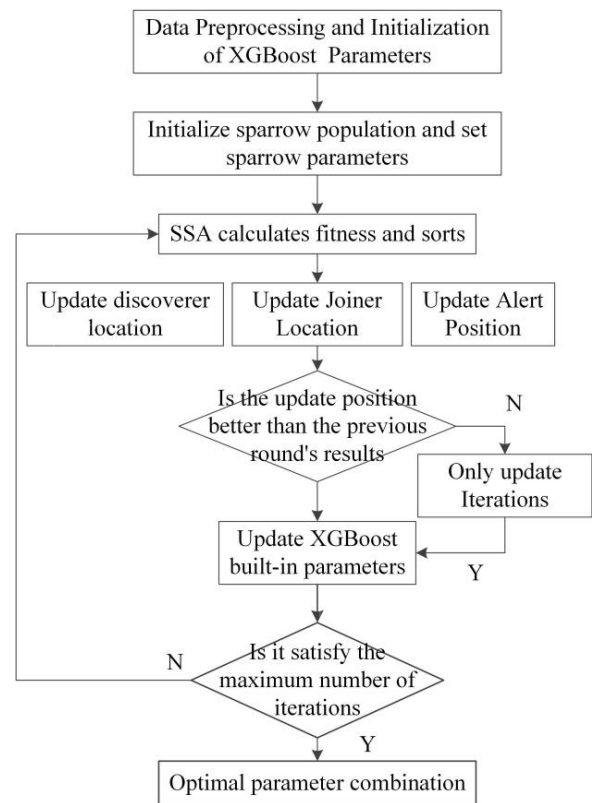 Data Preprocessing and Initialization
of XGBoost Parameters
Initialize sparrow population and set
sparrow parameters
SSA calculates fitness and sorts
Update discoverer
location
Update Joiner
Location
Update Alert
Position
Is the update position
better than the previous
round's results
N
Only update
Iterations
Update XGBoost
built-in parameters
Y
Is it satisfy the
maximum number of
iterations
N
Y
Optimal parameter combination